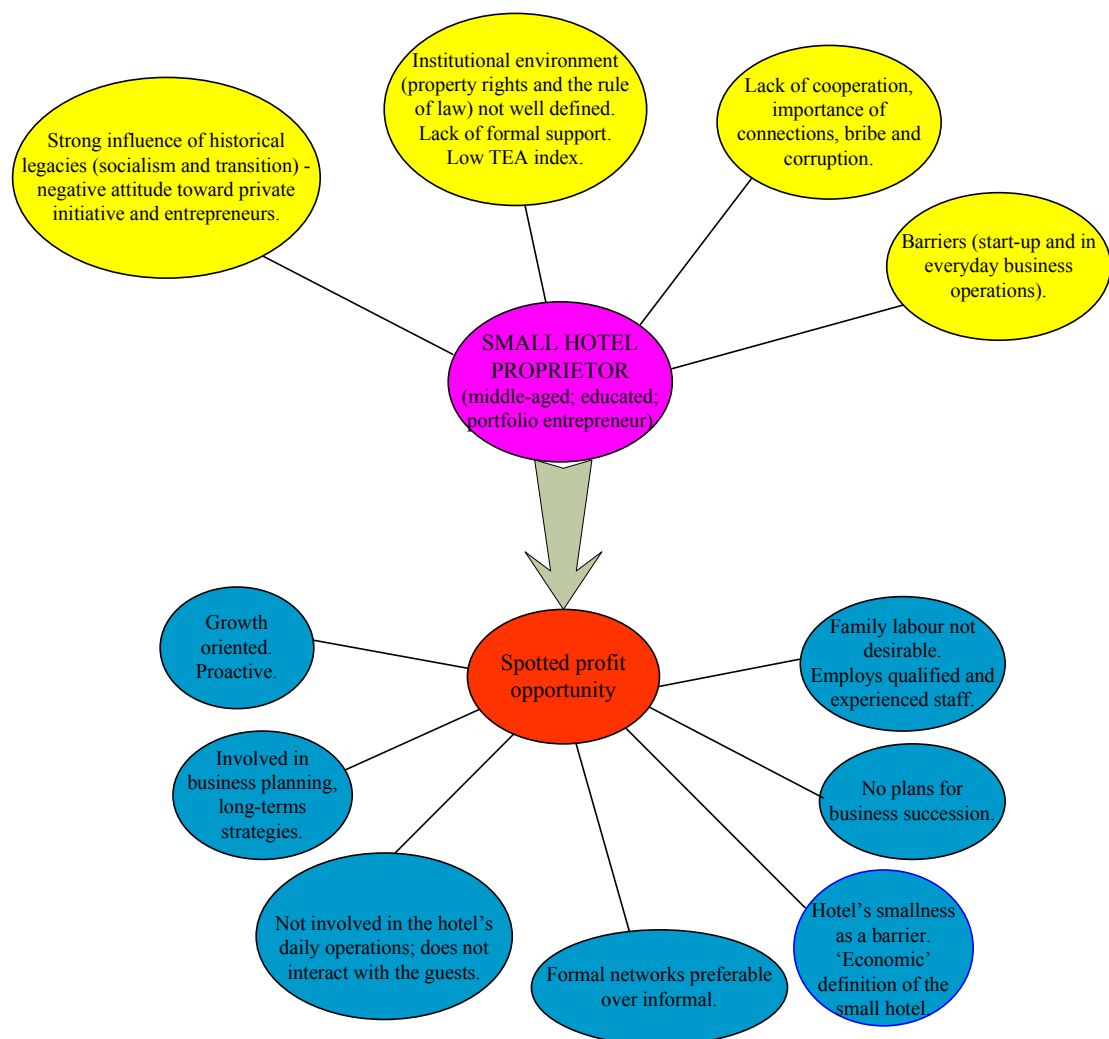 Institutional environment
(property rights and the rule
of law) not well defined.
Lack of formal support.
Low TEA index.
Lack of cooperation,
importance of
connections, bribe and
corruption.
Strong influence of historical
legacies (socialism and transition) -
negative attitude toward private
initiative and entrepreneurs.
Barriers (start-up and in
everyday business
operations).
SMALL HOTEL
PROPRIETOR
(middle-aged; educated;
portfolio entrepreneur)
Growth
oriented.
Proactive.
Spotted profit
opportunity
Family labour not
desirable.
Employs qualified and
experienced staff.
Involved in
business planning,
long-terms
strategies.
No plans for
business succession.
Not involved in the hotel’s
daily operations; does not
interact with the guests.
Formal networks preferable
over informal.
Hotel’s smallness
as a barrier.
‘Economic’
definition of the
small hotel.